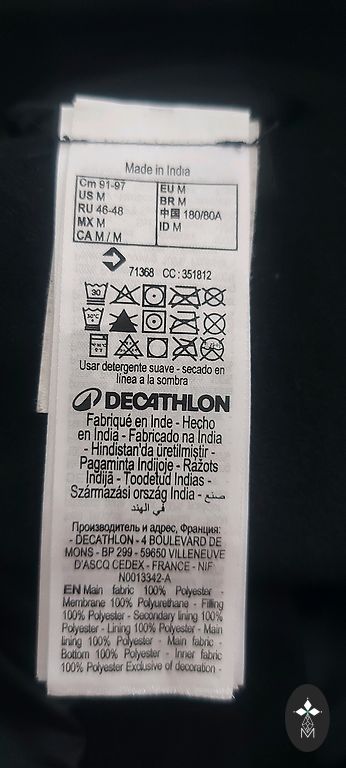 Made in India
Cm 91-97
US M
RU 46-48
MX M
CA M / M
EU M
BR M
中国 180/80A
ID M
71368 CC : 351812
30
30°C
Usar detergente suave - secado en
línea a la sombra
DECATHLON
Fabriqué en Inde - Hecho
en India - Fabricado na India
- Hindistan'da üretilmiştir -
Pagaminta Indijoje - Ražots
Indijā - Toodetud Indias -
Származási ország India - صنع
في الهند
Производитель и адрес, Франция:
- DECATHLON - 4 BOULEVARD DE
MONS - BP 299 - 59650 VILLENEUVE
D'ASCQ CEDEX - FRANCE - NIF:
N0013342-A
EN Main fabric 100% Polyester -
Membrane 100% Polyurethane - Filling
100% Polyester - Secondary lining 100%
Polyester - Lining 100% Polyester - Main
lining 100% Polyester - Main fabric -
Bottom 100% Polyester - Inner fabric
100% Polyester Exclusive of decoration -
M